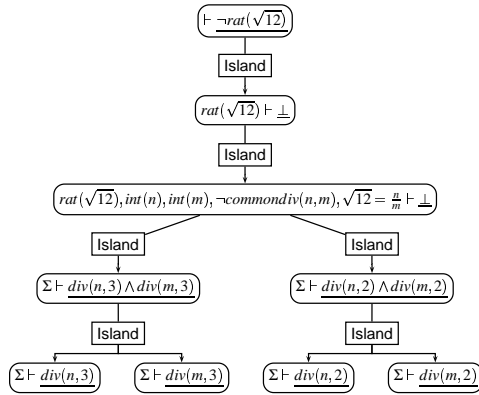 ⊢ ¬rat(√12)
Island
rat(√12) ⊢ ⊥
Island
rat(√12), int(n), int(m), ¬commondiv(n,m), √12 = n/m ⊢ ⊥
Island Island
Σ ⊢ div(n,3) ∧ div(m,3) Σ ⊢ div(n,2) ∧ div(m,2)
Island Island
Σ ⊢ div(n,3) Σ ⊢ div(m,3) Σ ⊢ div(n,2) Σ ⊢ div(m,2)